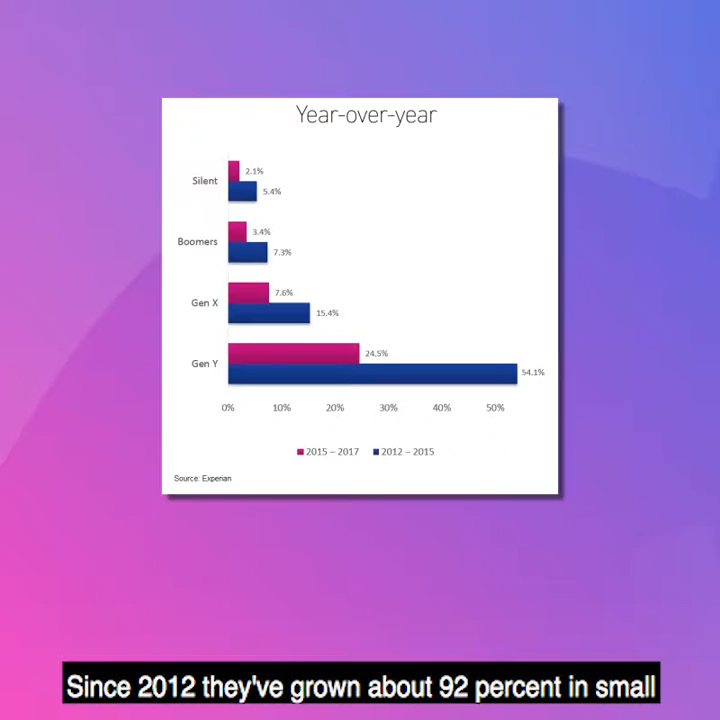 Year-over-year
Silent
2.1%
5.4%
Boomers
3.4%
7.3%
Gen X
7.6%
15.4%
Gen Y
24.5%
54.1%
0% 10% 20% 30% 40% 50%
2015 – 2017 2012 – 2015
Source: Experian
Since 2012 they've grown about 92 percent in small